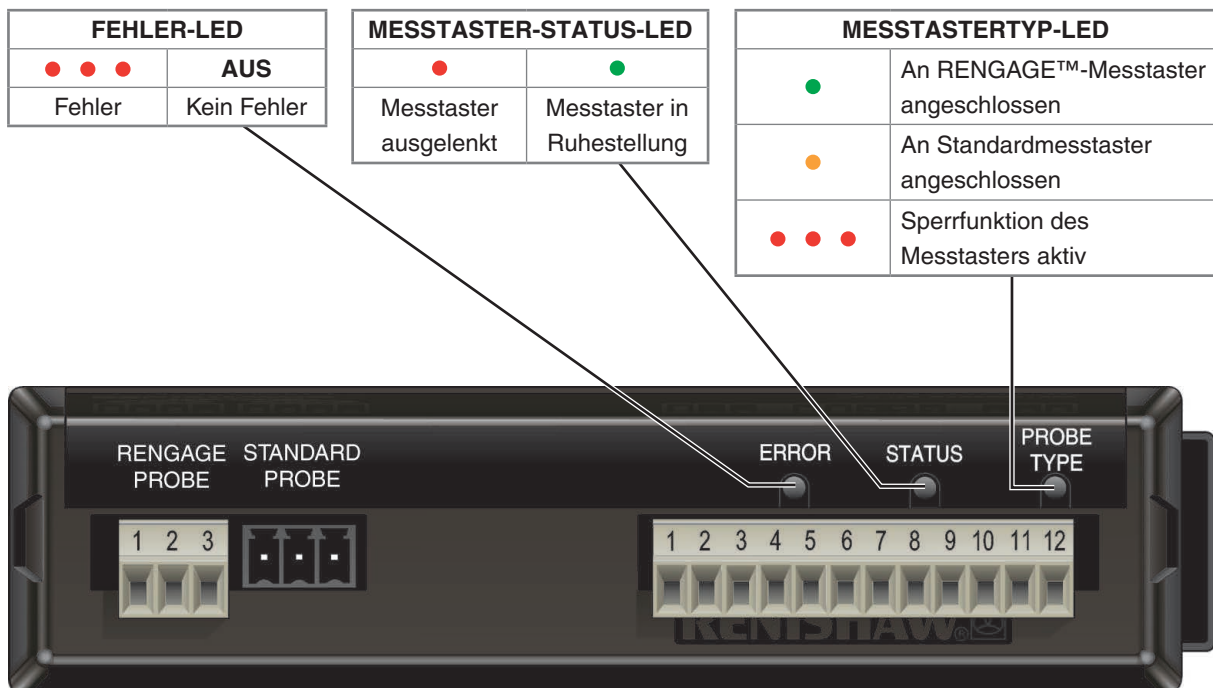 FEHLER-LED
AUS
Fehler
Kein Fehler
MESSTASTER-STATUS-LED
Messtaster
ausgelenkt
Messtaster in
Ruhestellung
MESSTASTERTYP-LED
An RENGAGE™-Messtaster
angeschlossen
An Standardmesstaster
angeschlossen
Sperrfunktion des
Messtasters aktiv
RENGAGE
PROBE
STANDARD
PROBE
ERROR
STATUS
PROBE
TYPE
1 2 3
1 2 3 4 5 6 7 8 9 10 11 12
RENISHAW®